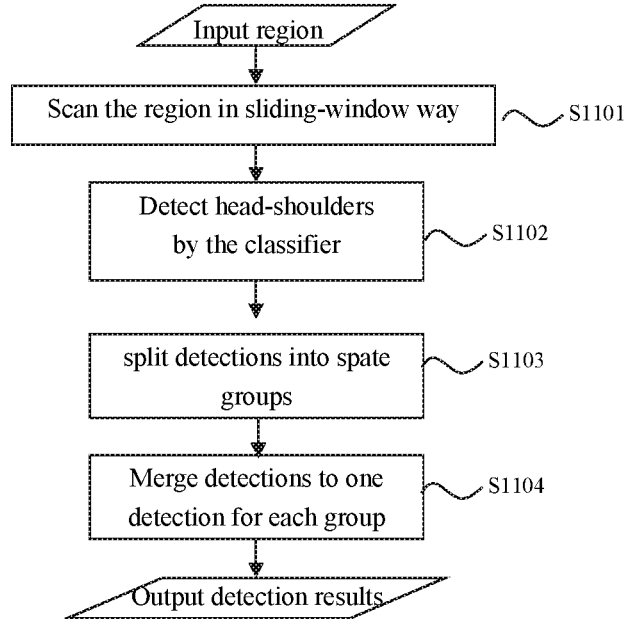 Input region
Scan the region in sliding-window way
S1101
Detect head-shoulders
by the classifier
S1102
split detections into spate
groups
S1103
Merge detections to one
detection for each group
S1104
Output detection results